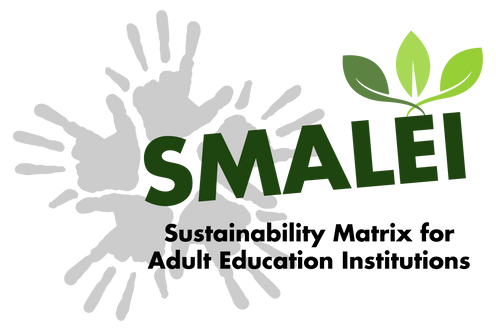 SMALEI
Sustainability Matrix for
Adult Education Institutions